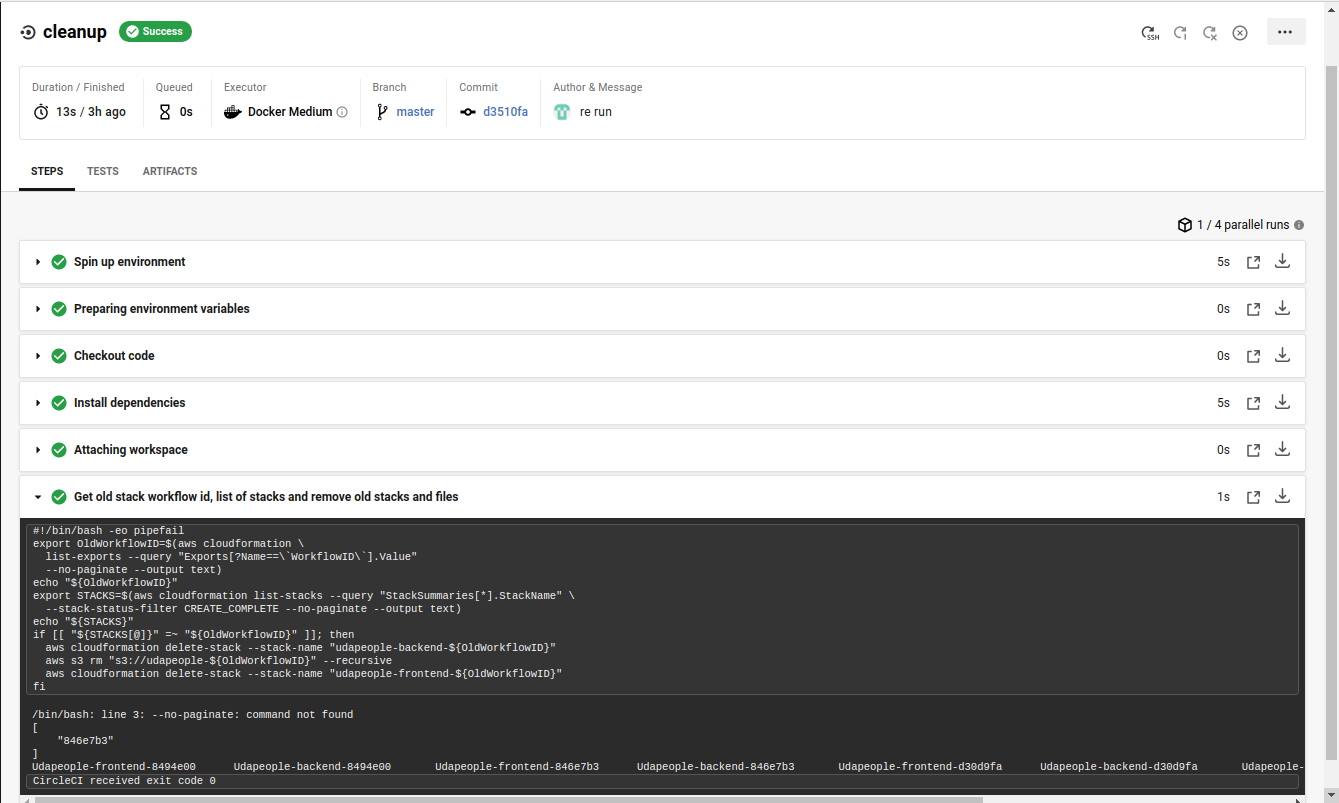 cleanup Success
SSH
Duration / Finished Queued Executor Branch Commit Author & Message
13s / 3h ago 0s Docker Medium master d3510fa re run
STEPS TESTS ARTIFACTS
1 / 4 parallel runs
Spin up environment 5s
Preparing environment variables 0s
Checkout code 0s
Install dependencies 5s
Attaching workspace 0s
Get old stack workflow id, list of stacks and remove old stacks and files 1s
#!/bin/bash -eo pipefail
export OldWorkflowID=$(aws cloudformation \
  list-exports --query "Exports[?Name==\`WorkflowID\`].Value"
  --no-paginate --output text)
echo "${OldWorkflowID}"
export STACKS=$(aws cloudformation list-stacks --query "StackSummaries[*].StackName" \
  --stack-status-filter CREATE_COMPLETE --no-paginate --output text)
echo "${STACKS}"
if [[ "${STACKS[@]}" =~ "${OldWorkflowID}" ]]; then
  aws cloudformation delete-stack --stack-name "udapeople-backend-${OldWorkflowID}"
  aws s3 rm "s3://udapeople-${OldWorkflowID}" --recursive
  aws cloudformation delete-stack --stack-name "udapeople-frontend-${OldWorkflowID}"
fi
/bin/bash: line 3: --no-paginate: command not found
[
    "846e7b3"
]
Udapeople-frontend-8494e00 Udapeople-backend-8494e00 Udapeople-frontend-846e7b3 Udapeople-backend-846e7b3 Udapeople-frontend-d30d9fa Udapeople-backend-d30d9fa Udapeople-
CircleCI received exit code 0